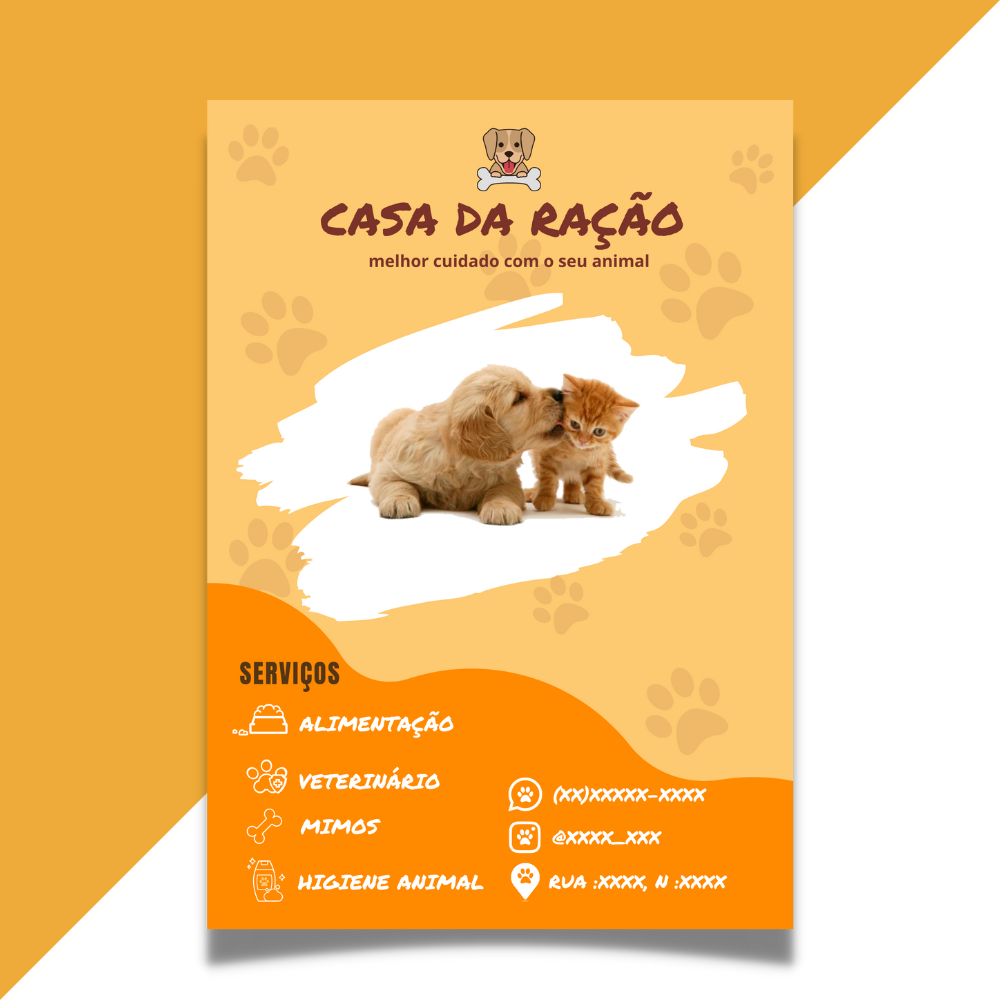 CASA DA RAÇÃO
melhor cuidado com o seu animal
SERVIÇOS
ALIMENTAÇÃO
VETERINÁRIO
MIMOS
HIGIENE ANIMAL
(XX)XXXXX-XXXX
@XXXX_XXX
RUA :XXXX, N :XXXX